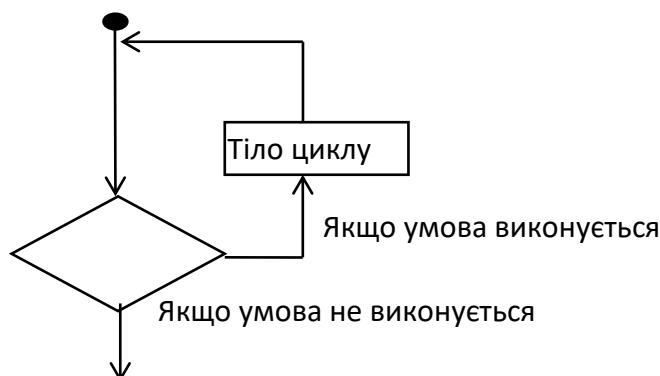 Тіло циклу
Якщо умова виконується
Якщо умова не виконується